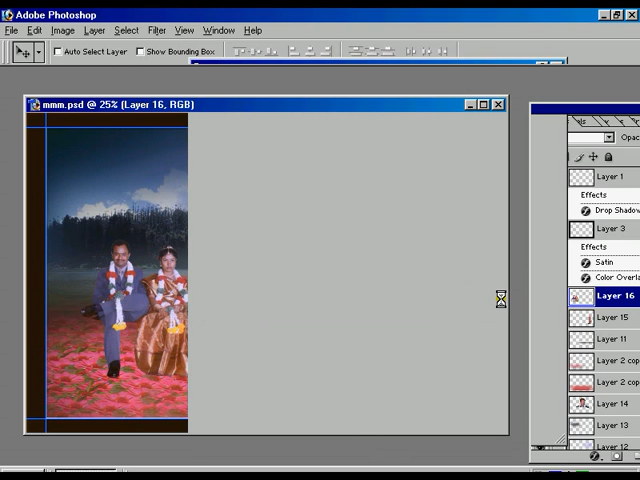 Adobe Photoshop
File Edit Image Layer Select Filter View Window Help
Auto Select Layer Show Bounding Box
mmm.psd @ 25% (Layer 16, RGB)
Opac
Layer 1
Effects
Drop Shadow
Layer 3
Effects
Satin
Color Overla
Layer 16
Layer 15
Layer 11
Layer 2 cop
Layer 2 cop
Layer 14
Layer 13
Layer 12